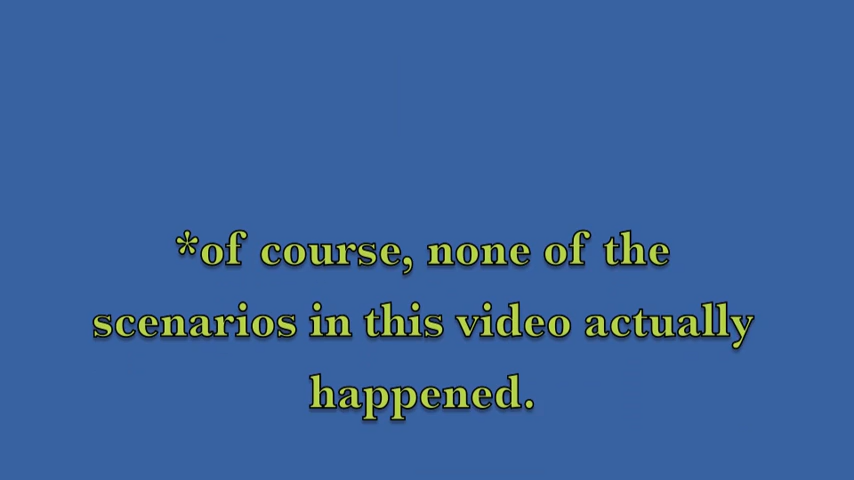 *of course, none of the
scenarios in this video actually
happened.